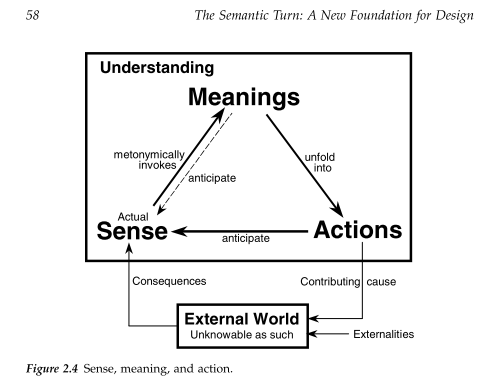 58
The Semantic Turn: A New Foundation for Design
Understanding
Meanings
metonymically
invokes
unfold
into
anticipate
Actual
Sense
Actions
anticipate
Consequences
Contributing cause
External World
Unknowable as such
Externalities
Figure 2.4 Sense, meaning, and action.